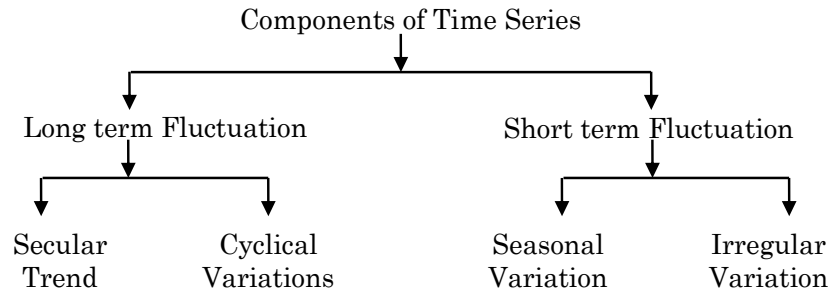 Components of Time Series
Long term Fluctuation
Short term Fluctuation
Secular
Trend
Cyclical
Variations
Seasonal
Variation
Irregular
Variation